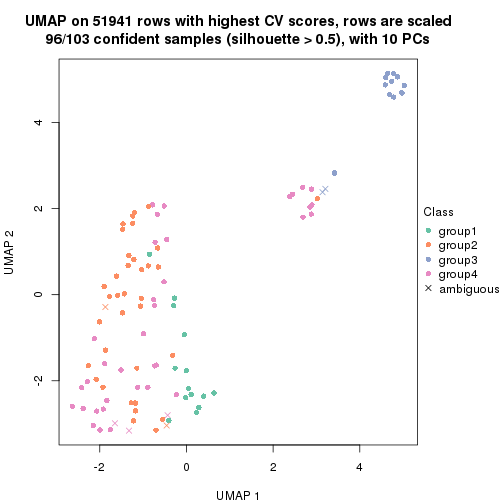 UMAP on 51941 rows with highest CV scores, rows are scaled
96/103 confident samples (silhouette > 0.5), with 10 PCs
4
2
0
-2
UMAP 2
-2
0
2
4
UMAP 1
Class
group1
group2
group3
group4
ambiguous